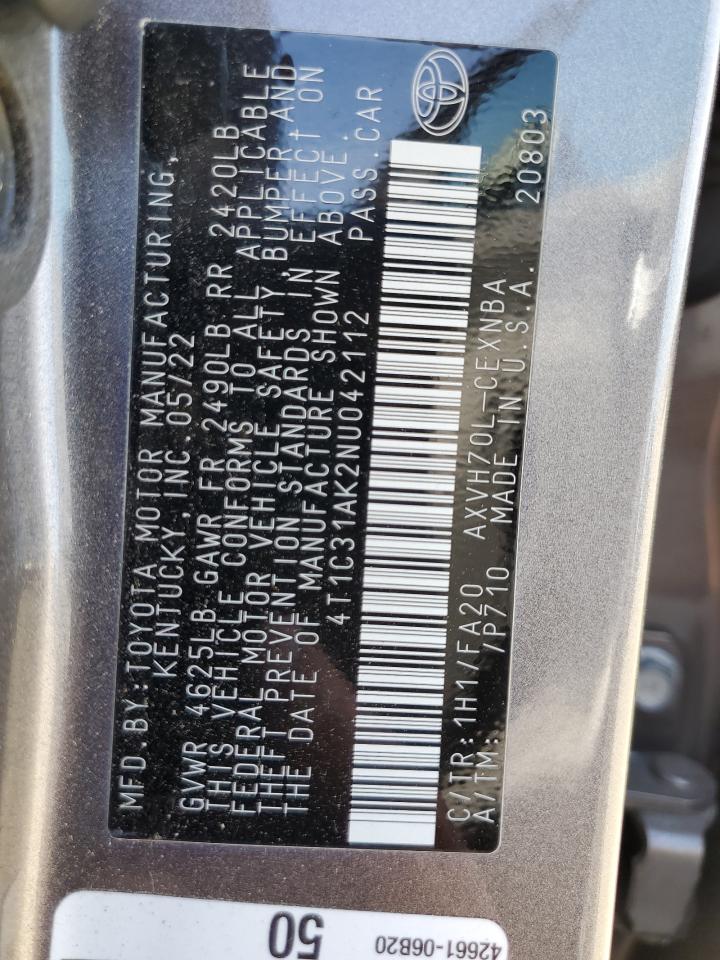 MFD.BY:TOYOTA MOTOR MANUFACTURING,
KENTUCKY,INC.05/22
GVWR 4625LB GAWR FR 2490LB RR 2420LB
THIS VEHICLE CONFORMS TO ALL APPLICABLE
FEDERAL MOTOR VEHICLE SAFETY,BUMPER AND
THEFT PREVENTION STANDARDS IN EFFECT ON
THE DATE OF MANUFACTURE SHOWN ABOVE.
4T1C31AK2NU042112 PASS.CAR
C/TR: 1H1/FA20 AXVH70L-CEXNBA
A/TM: /P710 MADE IN U.S.A. 20803
50
42661-06B20